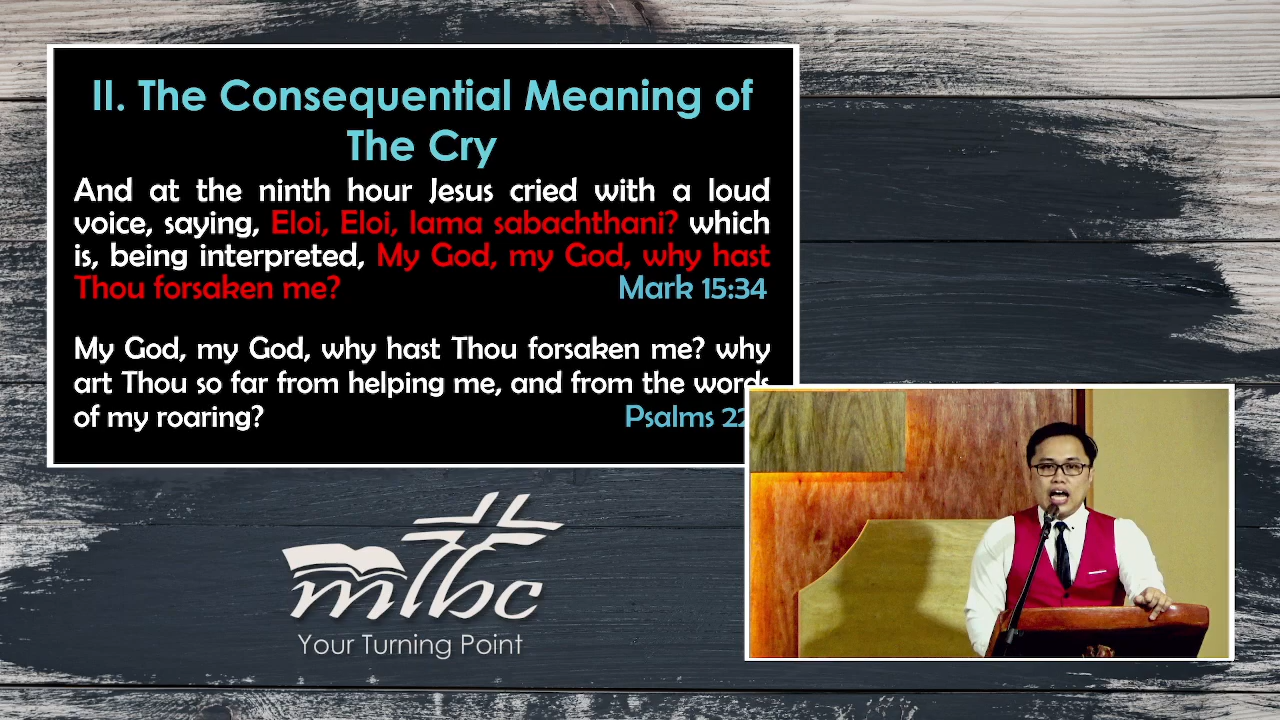 II. The Consequential Meaning of
The Cry
And at the ninth hour Jesus cried with a loud
voice, saying, Eloi, Eloi, lama sabachthani? which
is, being interpreted, My God, my God, why hast
Thou forsaken me? Mark 15:34
My God, my God, why hast Thou forsaken me? why
art Thou so far from helping me, and from the words
of my roaring? Psalms 22
mlbc
Your Turning Point